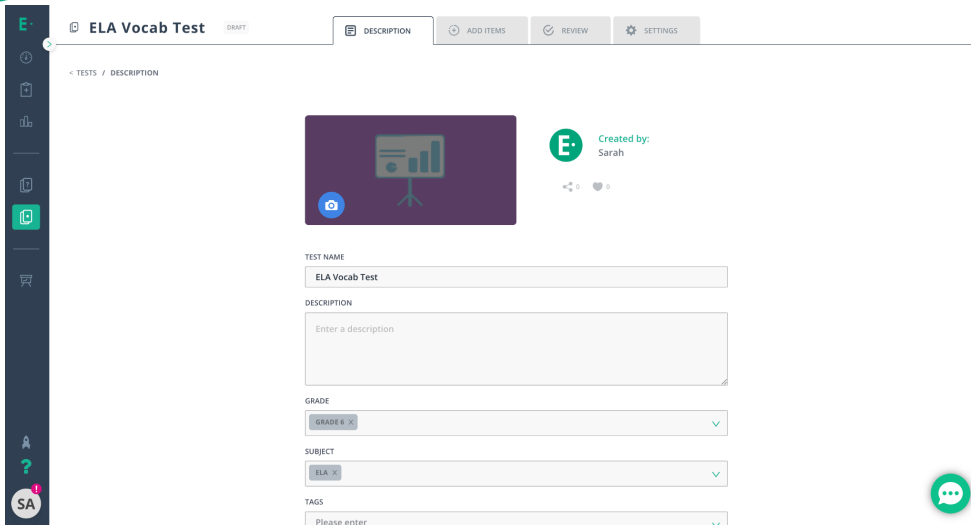 E·
ELA Vocab Test DRAFT
DESCRIPTION
ADD ITEMS
REVIEW
SETTINGS
< TESTS / DESCRIPTION
E·
Created by:
Sarah
0 0
TEST NAME
ELA Vocab Test
DESCRIPTION
Enter a description
GRADE
GRADE 6 X
SUBJECT
ELA X
TAGS
Please enter
?
!
SA